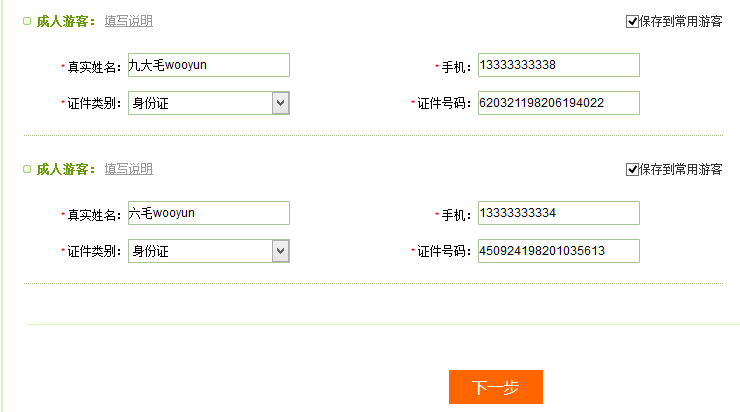 成人游客： 填写说明 保存到常用游客
*真实姓名： 九大毛wooyun *手机： 13333333338
*证件类别： 身份证 *证件号码： 620321198206194022
成人游客： 填写说明 保存到常用游客
*真实姓名： 六毛wooyun *手机： 13333333334
*证件类别： 身份证 *证件号码： 450924198201035613
下一步